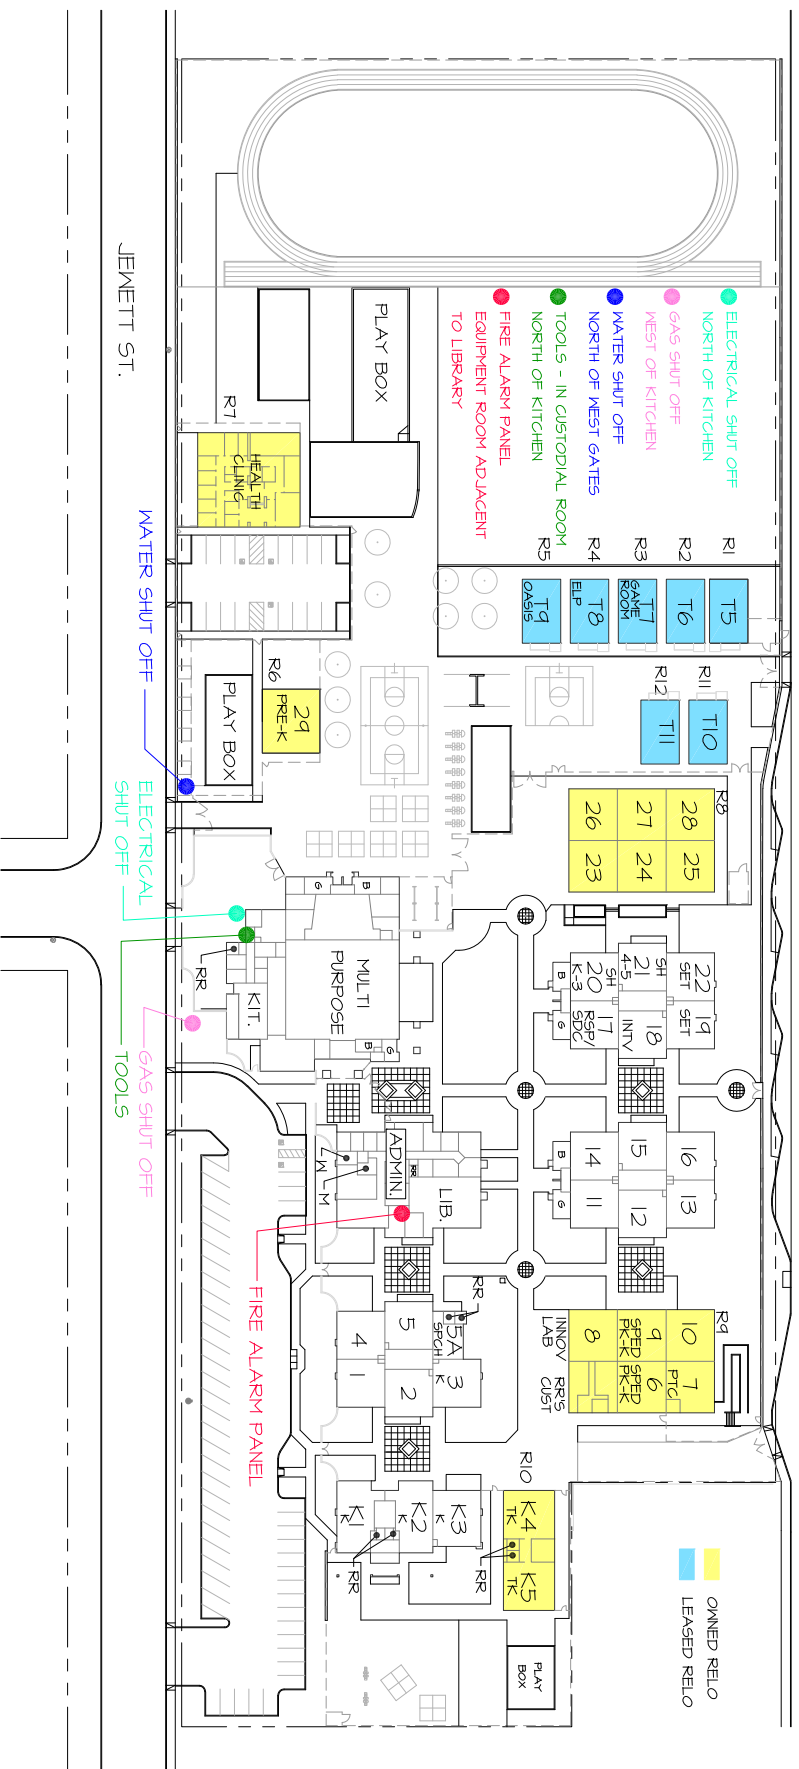 JEWETT ST.
ELECTRICAL SHUT OFF
NORTH OF KITCHEN
GAS SHUT OFF
WEST OF KITCHEN
WATER SHUT OFF
NORTH OF WEST GATES
TOOLS - IN CUSTODIAL ROOM
NORTH OF KITCHEN
FIRE ALARM PANEL
EQUIPMENT ROOM ADJACENT
TO LIBRARY
PLAY BOX
R7
HEALTH
CLINIC
R1
R2
R3
R4
R5
T5
T6
T7
GAME
ROOM
T8
ELP
T9
OASIS
R11
R12
T10
T11
R6
29
PRE-K
PLAY BOX
WATER SHUT OFF
ELECTRICAL
SHUT OFF
TOOLS
GAS SHUT OFF
FIRE ALARM PANEL
R8
28
27
26
25
24
23
G
B
MULTI
PURPOSE
KIT.
RR
B
G
22
SET
SH
21
4-5
SH
20
K-3
19
SET
18
INTV
17
RSP/
SDC
B
G
16
15
14
13
12
11
B
G
ADMIN.
RR
LIB.
W
M
R9
10
9
SPED
PK-K
8
INNOV
LAB
7
PTC
6
SPED
PK-K
RR'S
CUST
RR
5A
SPCH
5
4
3
K
2
1
R10
K4
TK
K5
TK
K3
K
K2
K
K1
K
RR
RR
PLAY
BOX
OWNED RELO
LEASED RELO